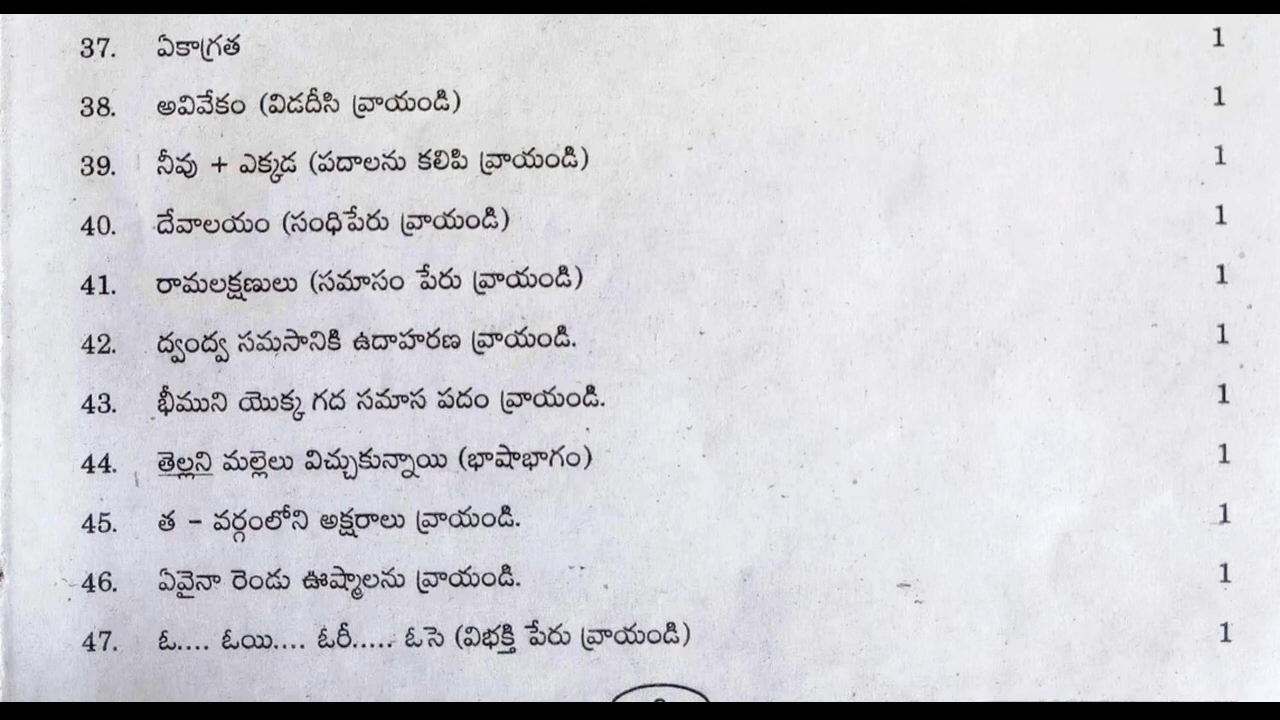 37. ఏకాగ్రత 1
38. అవివేకం (విడదీసి వ్రాయండి) 1
39. నీవు + ఎక్కడ (పదాలను కలిపి వ్రాయండి) 1
40. దేవాలయం (సంధిపేరు వ్రాయండి) 1
41. రామలక్షణులు (సమాసం పేరు వ్రాయండి) 1
42. ద్వంద్వ సమసానికి ఉదాహరణ వ్రాయండి. 1
43. భీముని యొక్క గద సమాస పదం వ్రాయండి. 1
44. తెల్లని మల్లెలు విచ్చుకున్నాయి (భాషాభాగం) 1
45. త - వర్గంలోని అక్షరాలు వ్రాయండి. 1
46. ఏవైనా రెండు ఊష్మాలను వ్రాయండి. 1
47. ఓ.... ఓయి.... ఓరీ..... ఓసె (విభక్తి పేరు వ్రాయండి) 1